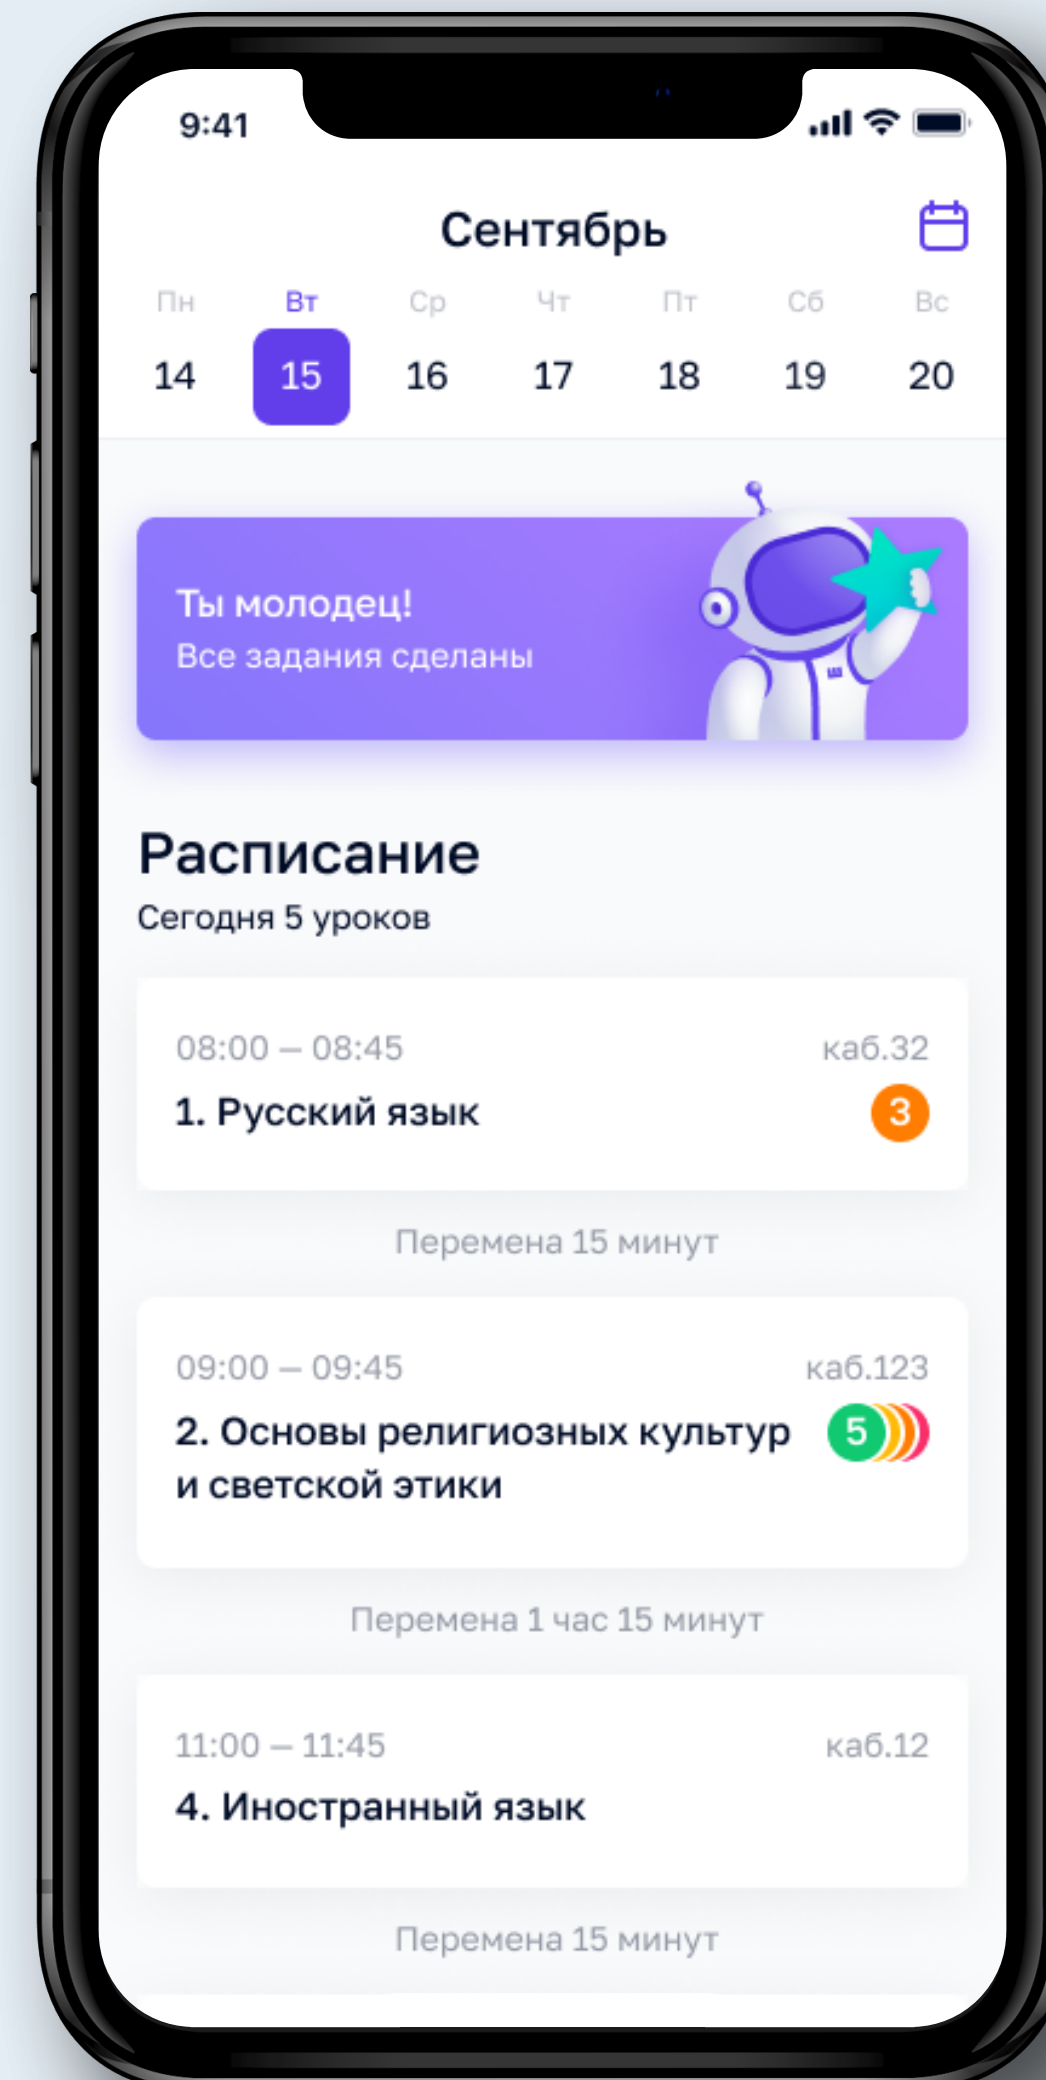 9:41
Сентябрь
Пн Вт Ср Чт Пт Сб Вс
14 15 16 17 18 19 20
Ты молодец!
Все задания сделаны
Расписание
Сегодня 5 уроков
08:00 — 08:45 каб.32
1. Русский язык 3
Перемена 15 минут
09:00 — 09:45 каб.123
2. Основы религиозных культур 5
и светской этики
Перемена 1 час 15 минут
11:00 — 11:45 каб.12
4. Иностранный язык
Перемена 15 минут